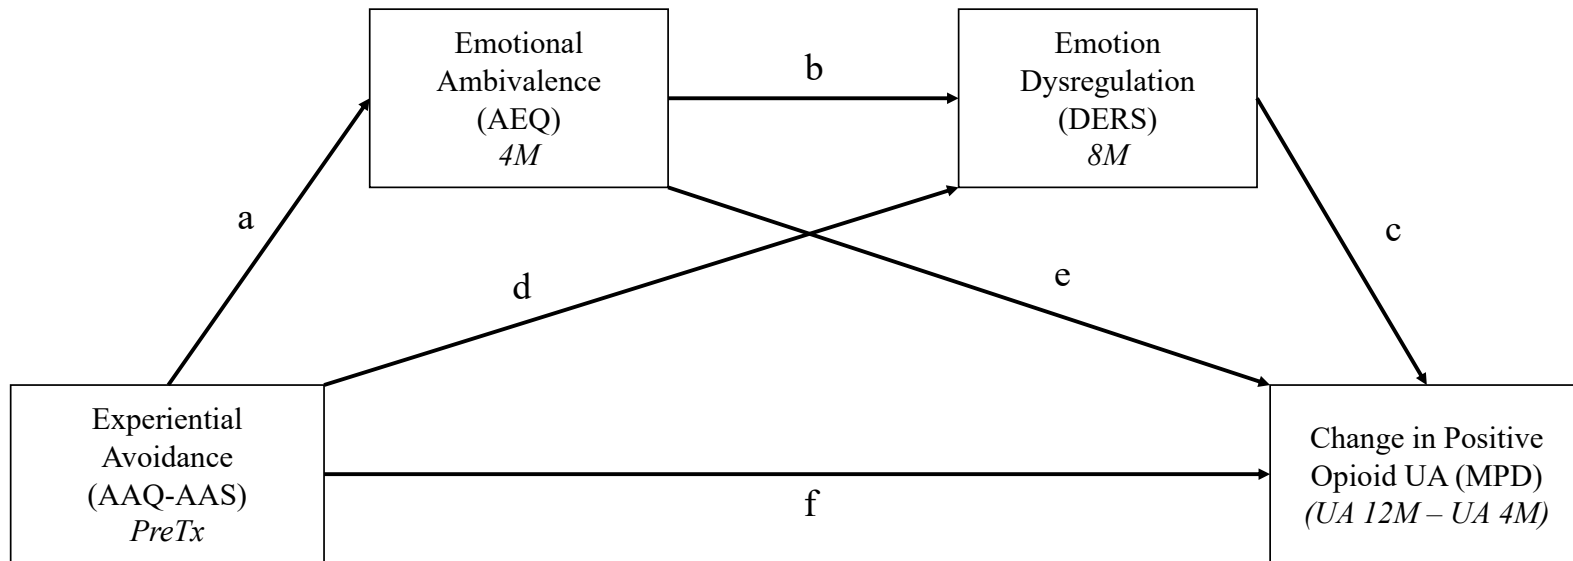 Emotional
Ambivalence
(AEQ)
4M
b
Emotion
Dysregulation
(DERS)
8M
a
c
d
e
Experiential
Avoidance
(AAQ-AAS)
PreTx
f
Change in Positive
Opioid UA (MPD)
(UA 12M – UA 4M)